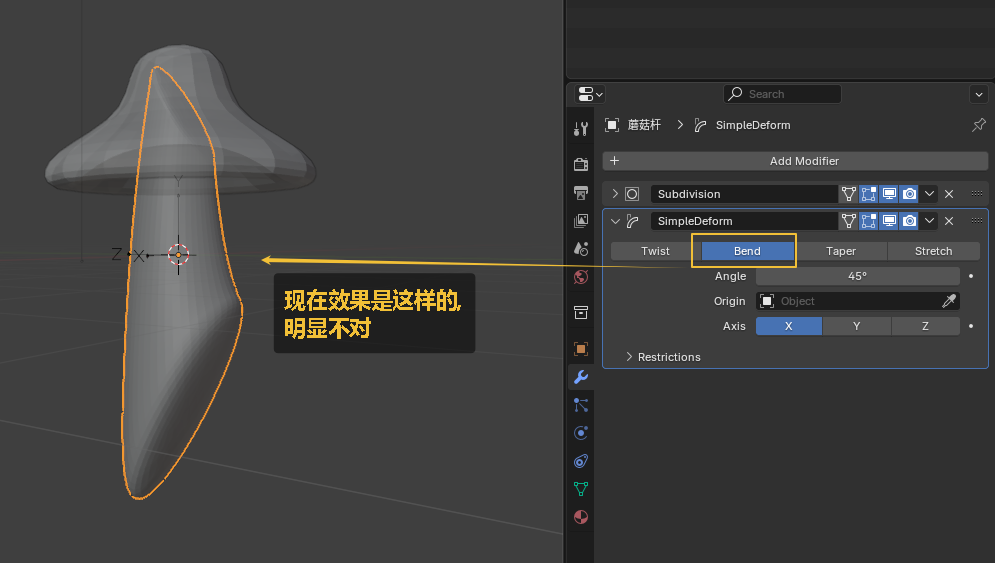 Search
蘑菇杆
SimpleDeform
Add Modifier
Subdivision
SimpleDeform
Twist
Bend
Taper
Stretch
Angle
45°
Origin
Object
Axis
X
Y
Z
Restrictions
Y
Z
X
现在效果是这样的,
明显不对